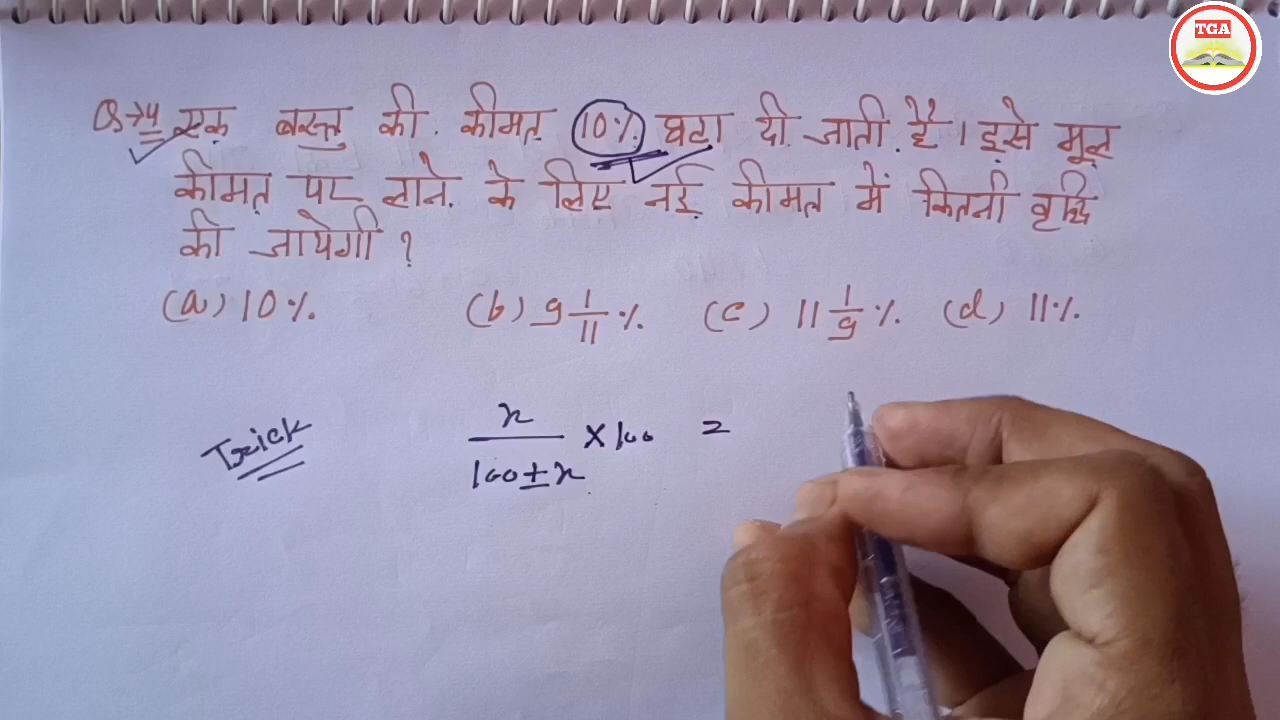 TGA
Q→4 एक वस्तु की कीमत 10% घटा दी जाती है। इसे मूल
कीमत पर लाने के लिए नई कीमत में कितनी वृद्धि
की जायेगी ?
(a) 10% (b) 9 1/11 % (c) 11 1/9 % (d) 11%
Trick x/(100±x) × 100 =